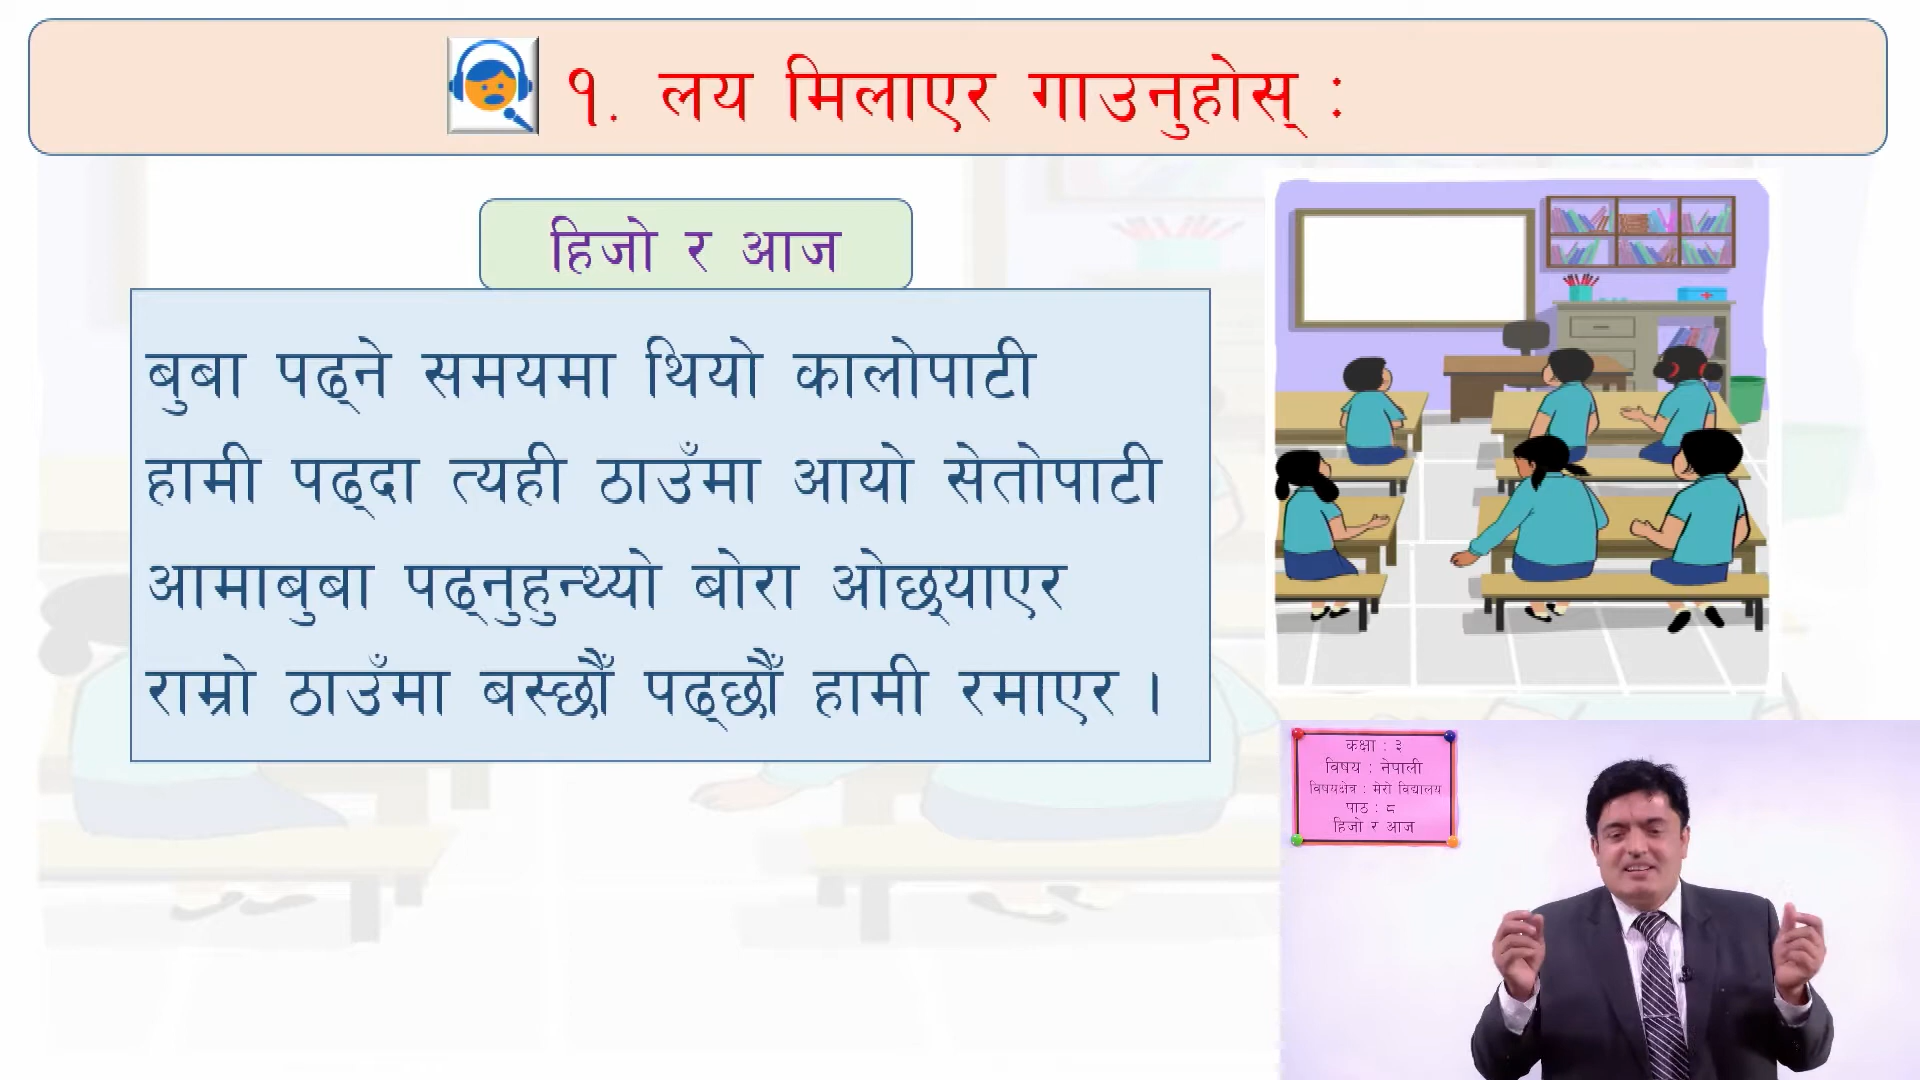 १. लय मिलाएर गाउनुहोस् :
हिजो र आज
बुबा पढ्ने समयमा थियो कालोपाटी
हामी पढ्दा त्यही ठाउँमा आयो सेतोपाटी
आमाबुबा पढ्नुहुन्थ्यो बोरा ओछ्याएर
राम्रो ठाउँमा बस्छौँ पढ्छौँ हामी रमाएर ।
कक्षा : ३
विषय : नेपाली
विषयक्षेत्र : मेरो विद्यालय
पाठ : ८
हिजो र आज